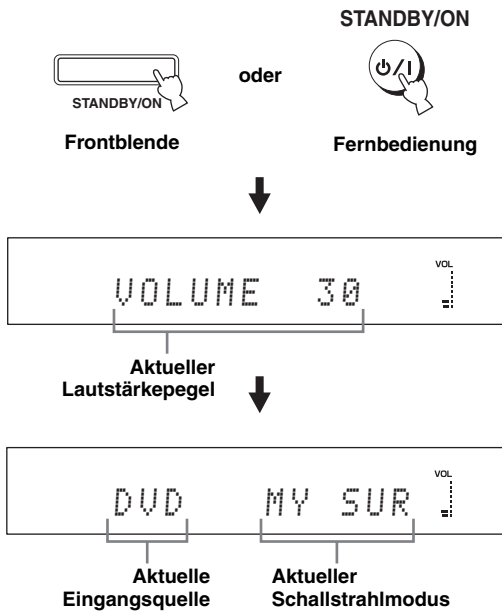 STANDBY/ON
oder
STANDBY/ON
Frontblende
Fernbedienung
VOL
VOLUME 30
Aktueller
Lautstärkepegel
VOL
DVD MY SUR
Aktuelle
Eingangsquelle
Aktueller
Schallstrahlmodus